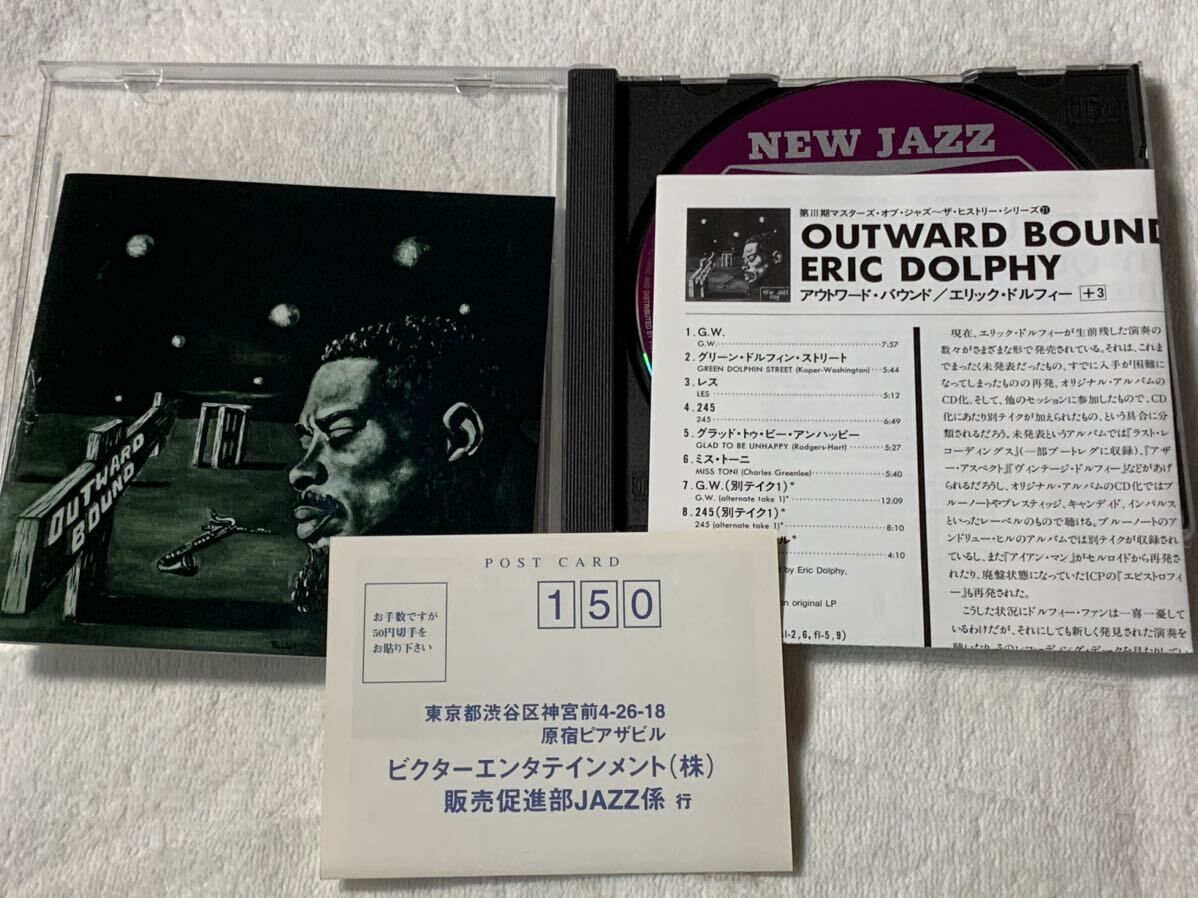 OUTWARD
BOUND
NEW JAZZ
第III期マスターズ・オブ・ジャズ～ザ・ヒストリー・シリーズ㉑
OUTWARD BOUND
ERIC DOLPHY
アウトワード・バウンド／エリック・ドルフィー +3
1. G.W.
G.W. 7:57
2. グリーン・ドルフィン・ストリート
GREEN DOLPHIN STREET (Kaper-Washington) 5:44
3. レス
LES 5:12
4. 245
245 6:49
5. グラッド・トゥ・ビー・アンハッピー
GLAD TO BE UNHAPPY (Rodgers-Hart) 5:27
6. ミス・トーニ
MISS TONI (Charles Greenlee) 5:40
7. G.W. (別テイク1)*
G.W. (alternate take 1)* 12:09
8. 245 (別テイク1)*
245 (alternate take 1)* 8:10
ル*
4:10
by Eric Dolphy,
n original LP
cl-2, 6, fl-5, 9)
現在、エリック・ドルフィーが生前残した演奏の
数々がさまざまな形で発売されている。それは、これま
でまったく未発表だったもの、すでに入手が困難に
なってしまったものの再発、オリジナル・アルバムの
CD化、そして、他のセッションに参加したもので、CD
化にあたり別テイクが加えられたもの、という具合に分
類されるだろう。未発表というアルバムでは『ラスト・レ
コーディングス』(一部ブートレグに収録)、『アザ
ー・アスペクト』『ヴィンテージ・ドルフィー』などがあげ
られるだろうし、オリジナル・アルバムのCD化ではブ
ルーノートやプレスティッジ、キャンディド、インパルス
といったレーベルのもので聴ける。ブルーノートのア
ンドリュー・ヒルのアルバムでは別テイクが収録されて
いるし、また『アイアン・マン』がセルロイドから再発さ
れたり、廃盤状態になっていたICPの『エピストロフィ
ー』も再発された。
こうした状況にドルフィー・ファンは一喜一憂して
いるわけだが、それにしても新しく発見された演奏を
POST CARD
150
お手数ですが
50円切手を
お貼り下さい
東京都渋谷区神宮前4-26-18
原宿ピアザビル
ビクターエンタテインメント(株)
販売促進部JAZZ係 行